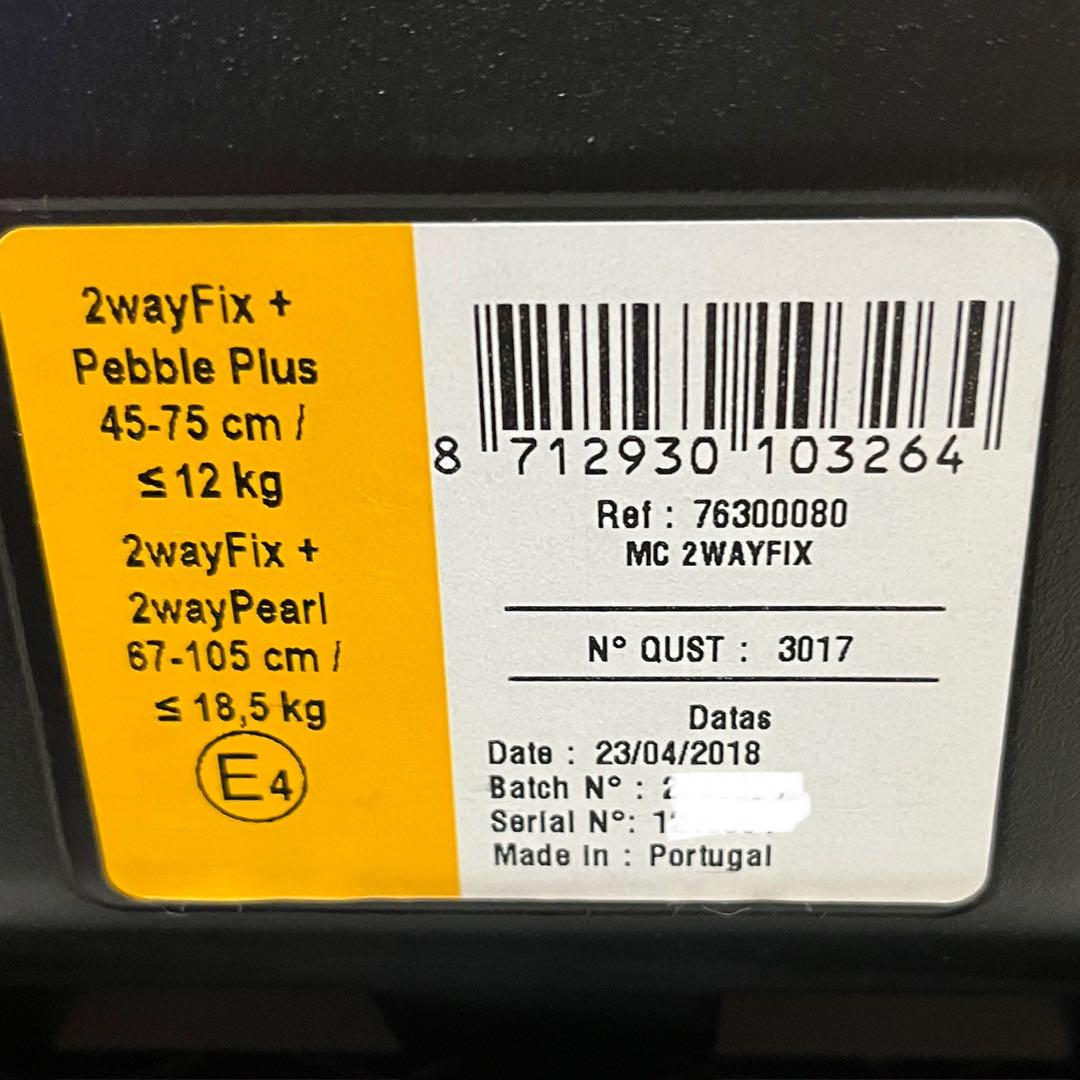 2wayFix +
Pebble Plus
45-75 cm /
≤ 12 kg
2wayFix +
2wayPearl
67-105 cm /
≤ 18,5 kg
E4
8 712930 103264
Ref : 76300080
MC 2WAYFIX
N° QUST : 3017
Datas
Date : 23/04/2018
Batch N° :
Serial N°:
Made in : Portugal